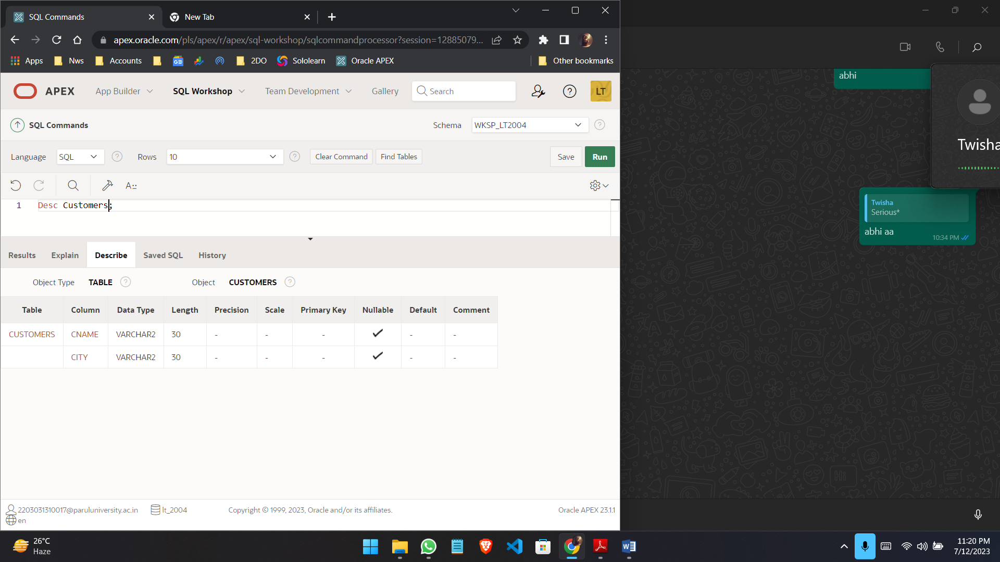 SQL Commands
New Tab
apex.oracle.com/pls/apex/r/apex/sql-workshop/sqlcommandprocessor?session=12885079...
Apps Nws Accounts 2DO Sololearn Oracle APEX Other bookmarks
APEX App Builder SQL Workshop Team Development Gallery Search LT
SQL Commands Schema WKSP_LT2004
Language SQL Rows 10 Clear Command Find Tables Save Run
1 Desc Customers;
Results Explain Describe Saved SQL History
Object Type TABLE Object CUSTOMERS
Table Column Data Type Length Precision Scale Primary Key Nullable Default Comment
CUSTOMERS CNAME VARCHAR2 30 - - - - -
CITY VARCHAR2 30 - - - - -
2203031310017@paruluniversity.ac.in lt_2004 Copyright © 1999, 2023, Oracle and/or its affiliates. Oracle APEX 23.1.1
en
abhi
Twisha
Twisha
Serious*
abhi aa
10:34 PM
26°C
Haze
11:20 PM
7/12/2023